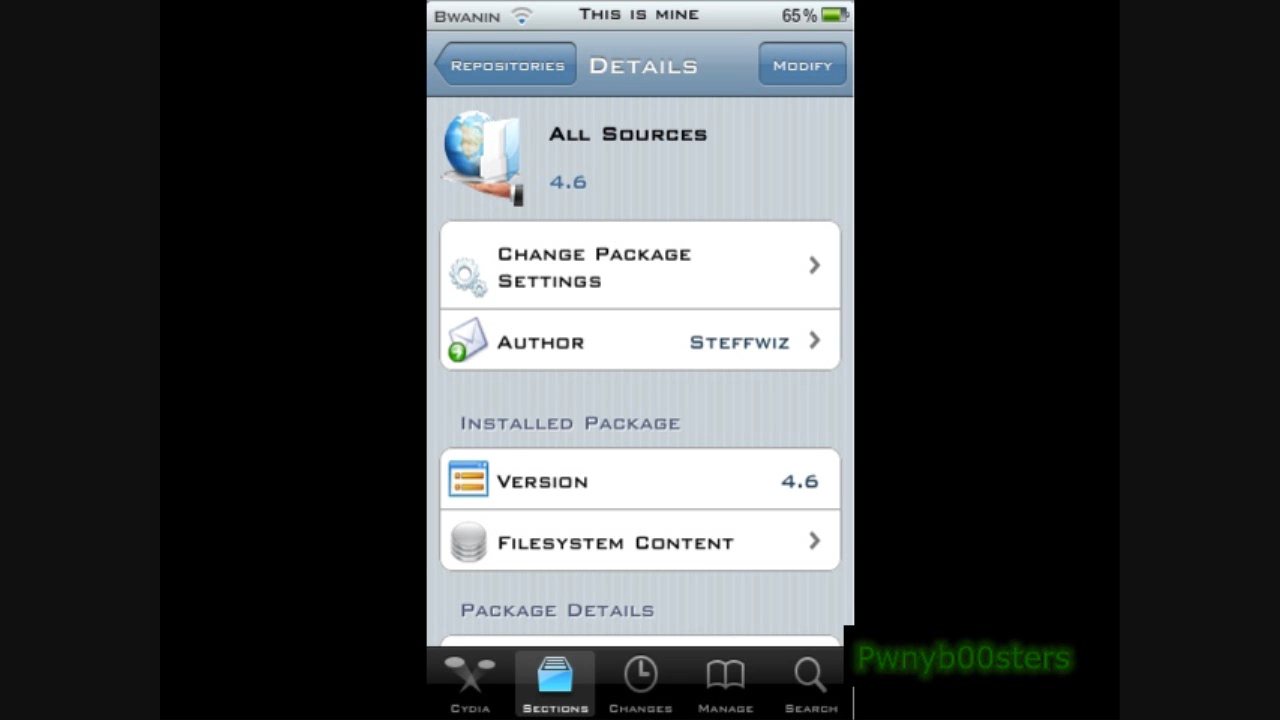 Bwanin This is mine 65%
Repositories Details Modify
All Sources
4.6
Change Package
Settings
Author Steffwiz
Installed Package
Version 4.6
Filesystem Content
Package Details
Pwnyb00sters
Cydia Sections Changes Manage Search